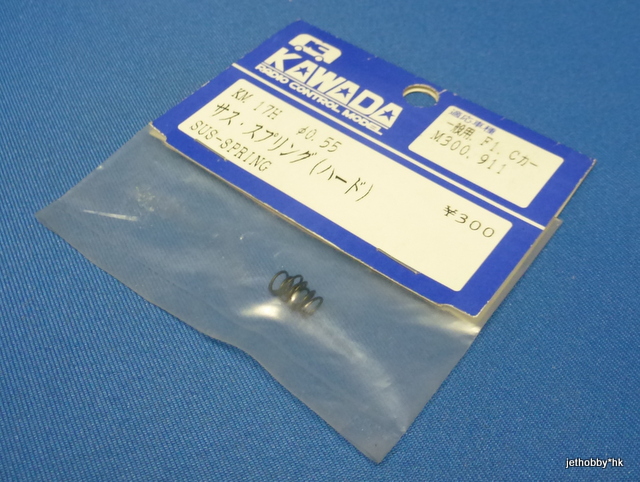 KAWADA
RADIO CONTROL MODEL
KM 17H ø0.55
サス・スプリング(ハード)
SUS-SPRING
適応車種
一般用. F1. Cカー
M300. 911
¥300
jethobby*hk